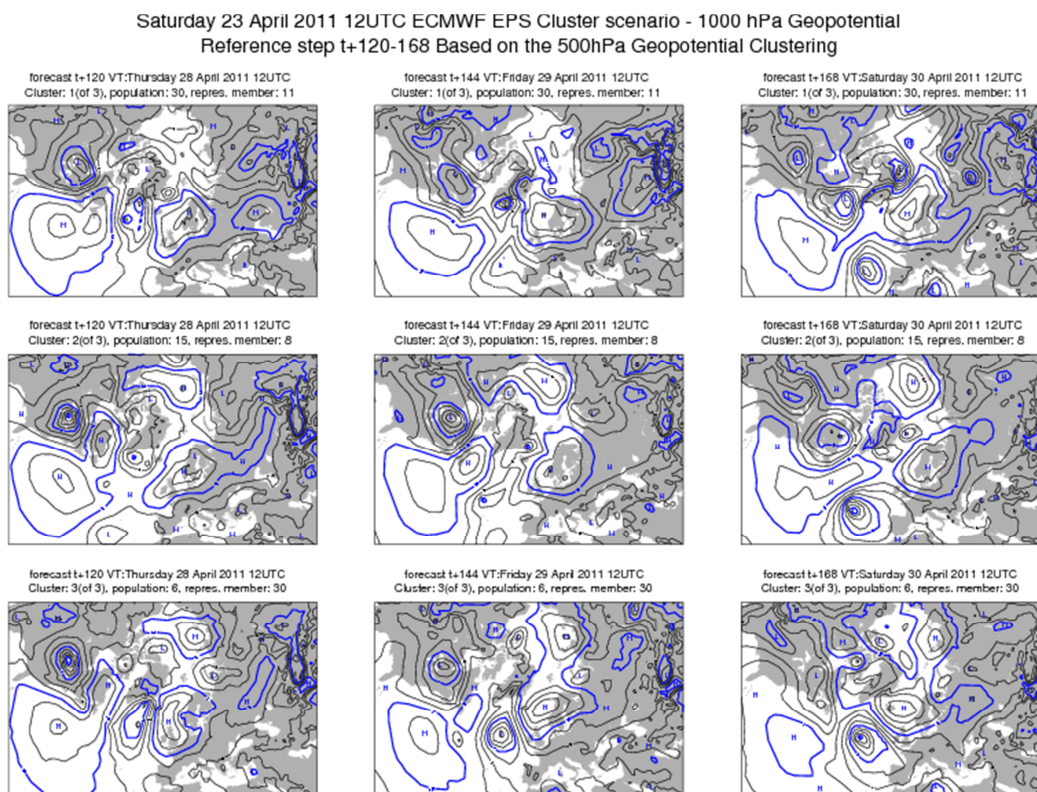 Saturday 23 April 2011 12UTC ECMWF EPS Cluster scenario - 1000 hPa Geopotential
Reference step t+120-168 Based on the 500hPa Geopotential Clustering
forecast t+120 VT:Thursday 28 April 2011 12UTC
Cluster: 1(of 3), population: 30, repres. member: 11
forecast t+144 VT:Friday 29 April 2011 12UTC
Cluster: 1(of 3), population: 30, repres. member: 11
forecast t+168 VT:Saturday 30 April 2011 12UTC
Cluster: 1(of 3), population: 30, repres. member: 11
forecast t+120 VT:Thursday 28 April 2011 12UTC
Cluster: 2(of 3), population: 15, repres. member: 8
forecast t+144 VT:Friday 29 April 2011 12UTC
Cluster: 2(of 3), population: 15, repres. member: 8
forecast t+168 VT:Saturday 30 April 2011 12UTC
Cluster: 2(of 3), population: 15, repres. member: 8
forecast t+120 VT:Thursday 28 April 2011 12UTC
Cluster: 3(of 3), population: 6, repres. member: 30
forecast t+144 VT:Friday 29 April 2011 12UTC
Cluster: 3(of 3), population: 6, repres. member: 30
forecast t+168 VT:Saturday 30 April 2011 12UTC
Cluster: 3(of 3), population: 6, repres. member: 30